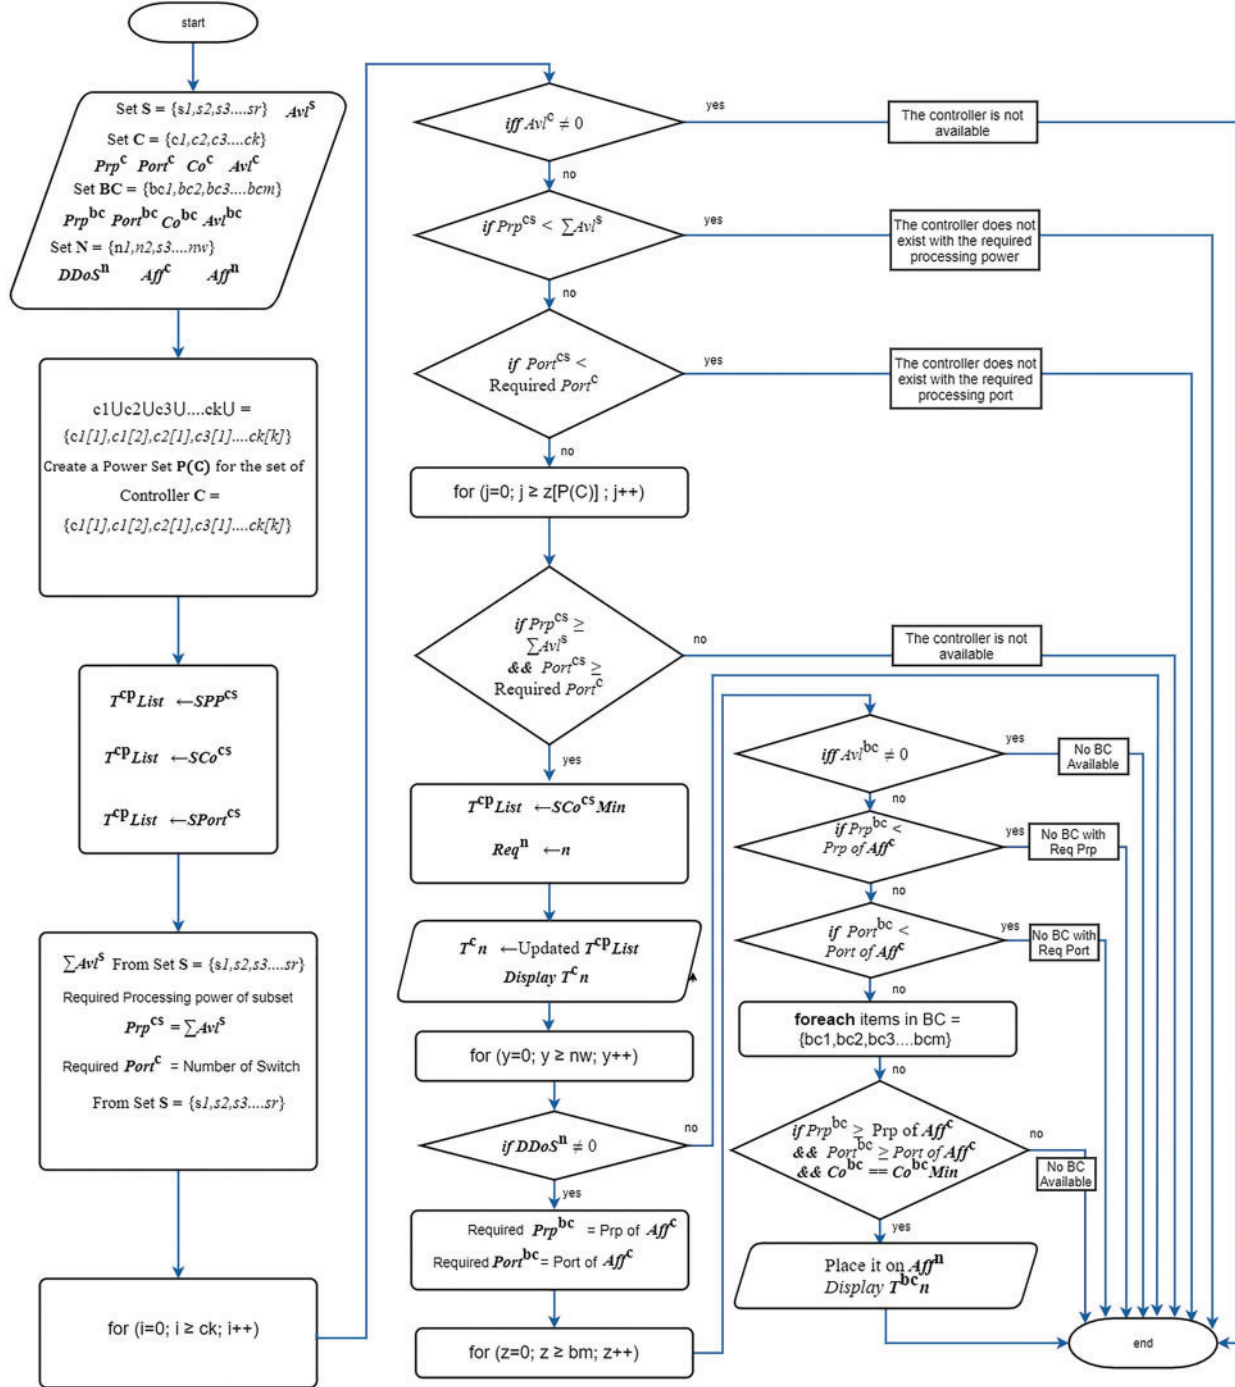 start
Set S = {s1,s2,s3....sr} Avl^s
Set C = {c1,c2,c3....ck}
Prp^c Port^c Co^c Avl^c
Set BC = {bc1,bc2,bc3....bcm}
Prp^bc Port^bc Co^bc Avl^bc
Set N = {n1,n2,s3....nw}
DDoS^n Aff^c Aff^n
c1⋃c2⋃c3⋃....ck⋃ =
{c1[1],c1[2],c2[1],c3[1]....ck[k]}
Create a Power Set P(C) for the set of
Controller C =
{c1[1],c1[2],c2[1],c3[1]....ck[k]}
T^cp List ←SPP^cs
T^cp List ←SCo^cs
T^cp List ←SPort^cs
∑Avl^s From Set S = {s1,s2,s3....sr}
Required Processing power of subset
Prp^cs = ∑Avl^s
Required Port^c = Number of Switch
From Set S = {s1,s2,s3....sr}
for (i=0; i ≥ ck; i++)
iff Avl^c ≠ 0
yes
The controller is not
available
no
if Prp^cs < ∑Avl^s
yes
The controller does not
exist with the required
processing power
no
if Port^cs <
Required Port^c
yes
The controller does not
exist with the required
processing port
no
for (j=0; j ≥ z[P(C)] ; j++)
if Prp^cs ≥
∑Avl^s
&& Port^cs ≥
Required Port^c
no
The controller is not
available
yes
T^cp List ←SCo^cs Min
Req^n ←n
T^c n ←Updated T^cp List
Display T^c n
for (y=0; y ≥ nw; y++)
if DDoS^n ≠ 0
no
yes
Required Prp^bc = Prp of Aff^c
Required Port^bc = Port of Aff^c
for (z=0; z ≥ bm; z++)
iff Avl^bc ≠ 0
yes
No BC
Available
no
if Prp^bc <
Prp of Aff^c
yes
No BC with
Req Prp
no
if Port^bc <
Port of Aff^c
yes
No BC with
Req Port
no
foreach items in BC =
{bc1,bc2,bc3....bcm}
no
if Prp^bc ≥ Prp of Aff^c
&& Port^bc ≥ Port of Aff^c
&& Co^bc == Co^bc Min
no
No BC
Available
yes
Place it on Aff^n
Display T^bc n
end